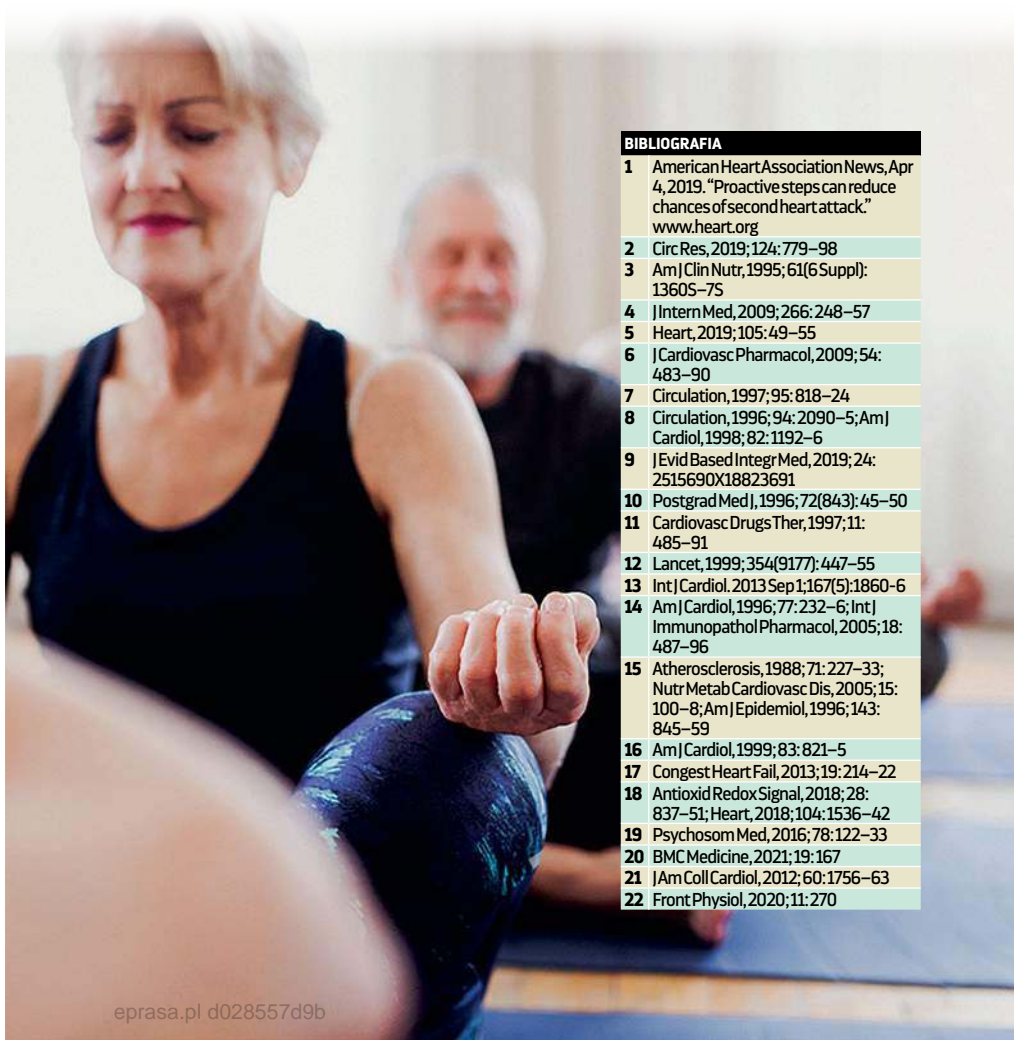 BIBLIOGRAFIA
1 American Heart Association News, Apr
4, 2019. “Proactive steps can reduce
chances of second heart attack.”
www.heart.org
2 Circ Res, 2019; 124: 779–98
3 Am J Clin Nutr, 1995; 61(6 Suppl):
1360S–7S
4 J Intern Med, 2009; 266: 248–57
5 Heart, 2019; 105: 49–55
6 J Cardiovasc Pharmacol, 2009; 54:
483–90
7 Circulation, 1997; 95: 818–24
8 Circulation, 1996; 94: 2090–5; Am J
Cardiol, 1998; 82: 1192–6
9 J Evid Based Integr Med, 2019; 24:
2515690X18823691
10 Postgrad Med J, 1996; 72(843): 45–50
11 Cardiovasc Drugs Ther, 1997; 11:
485–91
12 Lancet, 1999; 354(9177): 447–55
13 Int J Cardiol. 2013 Sep 1;167(5):1860-6
14 Am J Cardiol, 1996; 77: 232–6; Int J
Immunopathol Pharmacol, 2005; 18:
487–96
15 Atherosclerosis, 1988; 71: 227–33;
Nutr Metab Cardiovasc Dis, 2005; 15:
100–8; Am J Epidemiol, 1996; 143:
845–59
16 Am J Cardiol, 1999; 83: 821–5
17 Congest Heart Fail, 2013; 19: 214–22
18 Antioxid Redox Signal, 2018; 28:
837–51; Heart, 2018; 104: 1536–42
19 Psychosom Med, 2016; 78: 122–33
20 BMC Medicine, 2021; 19: 167
21 J Am Coll Cardiol, 2012; 60: 1756–63
22 Front Physiol, 2020; 11: 270
eprasa.pl d028557d9b